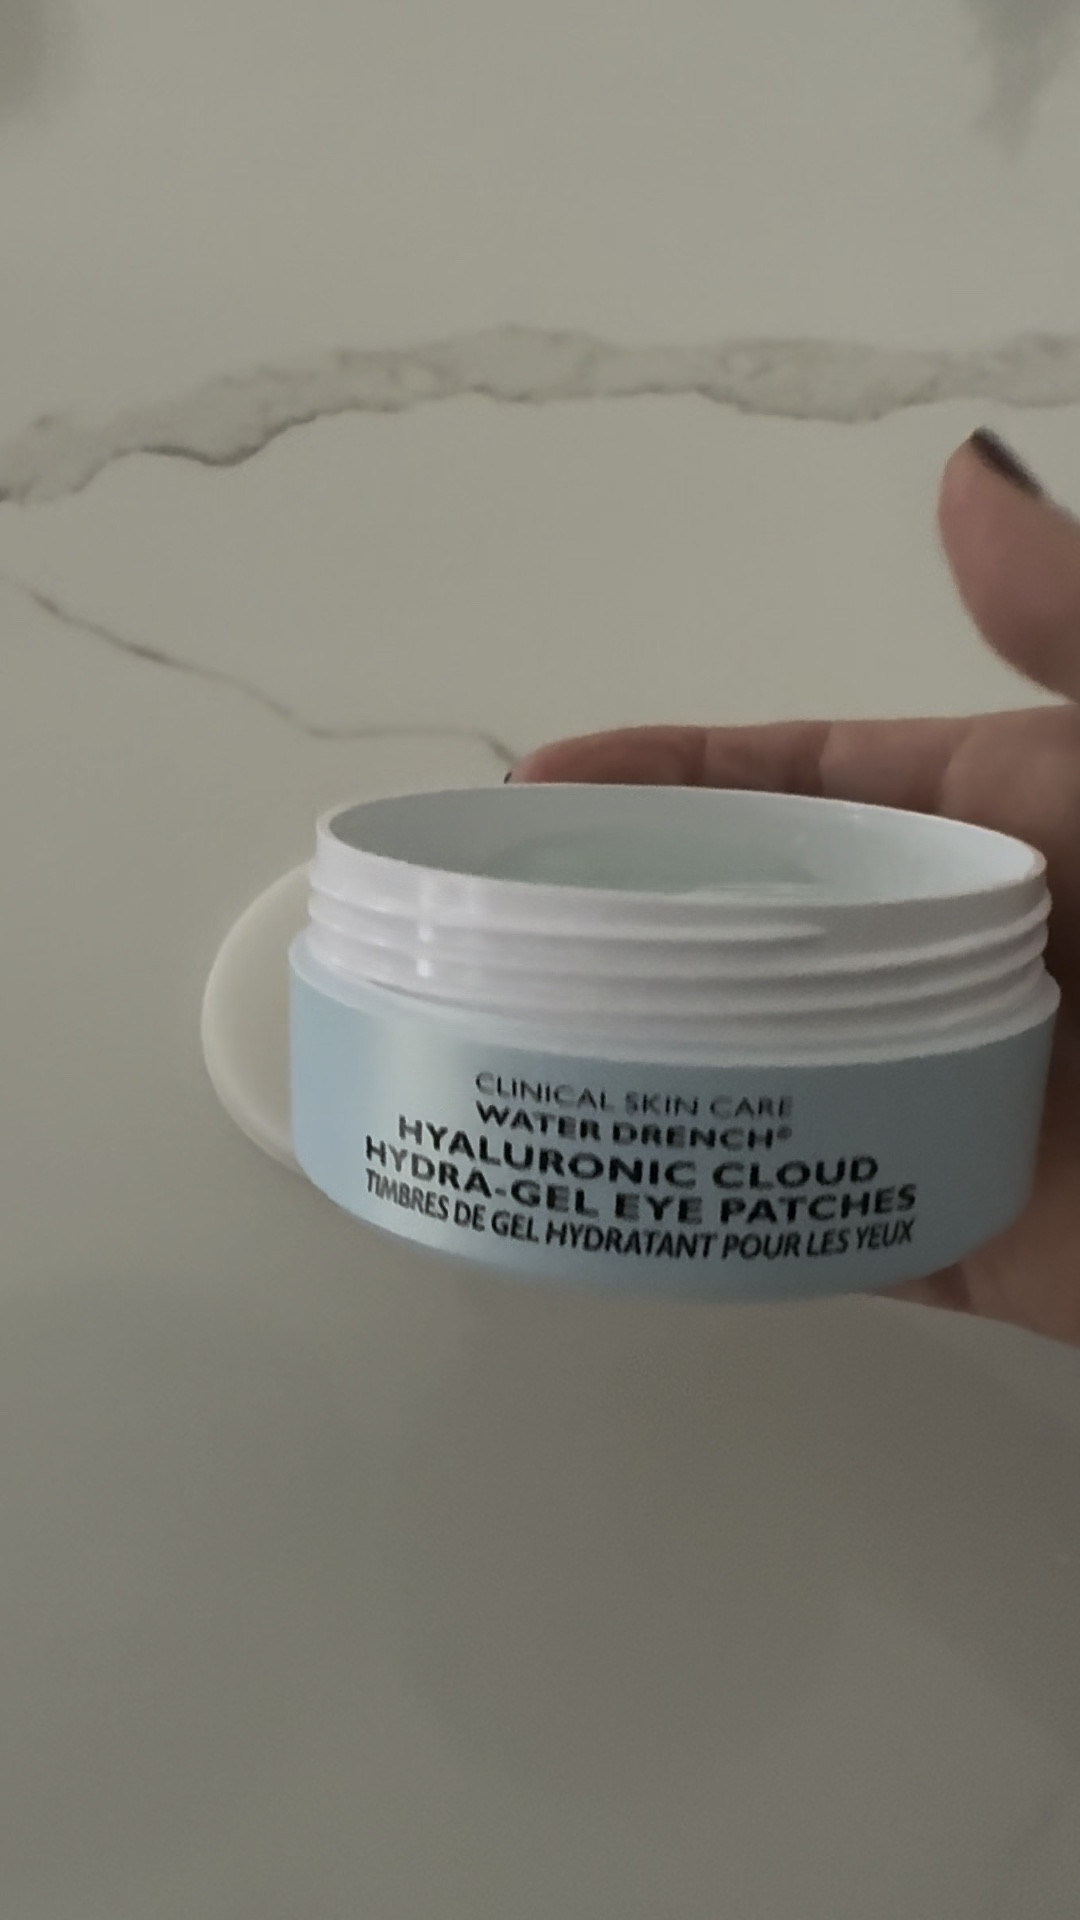 CLINICAL SKIN CARE
WATER DRENCH®
HYALURONIC CLOUD
HYDRA-GEL EYE PATCHES
TIMBRES DE GEL HYDRATANT POUR LES YEUX